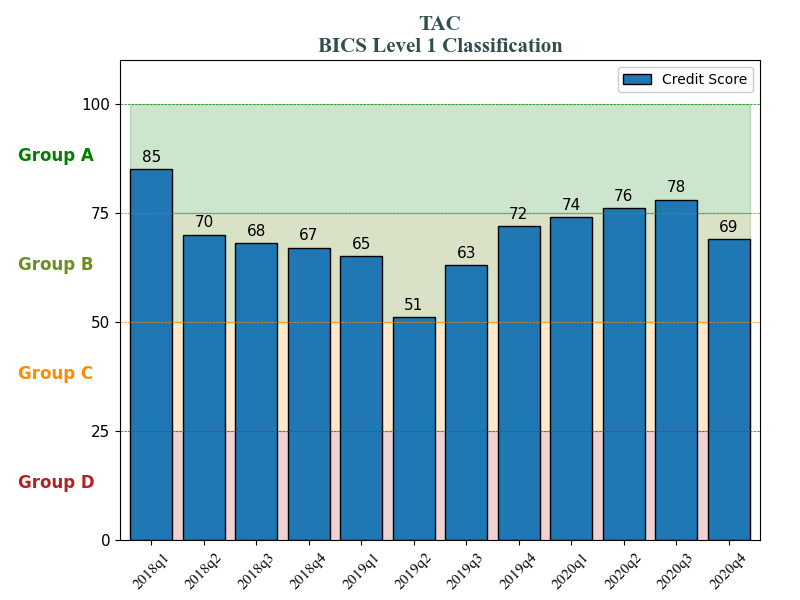 TAC
BICS Level 1 Classification
Credit Score
100
75
50
25
0
Group A
Group B
Group C
Group D
85
70
68
67
65
51
63
72
74
76
78
69
2018q1
2018q2
2018q3
2018q4
2019q1
2019q2
2019q3
2019q4
2020q1
2020q2
2020q3
2020q4